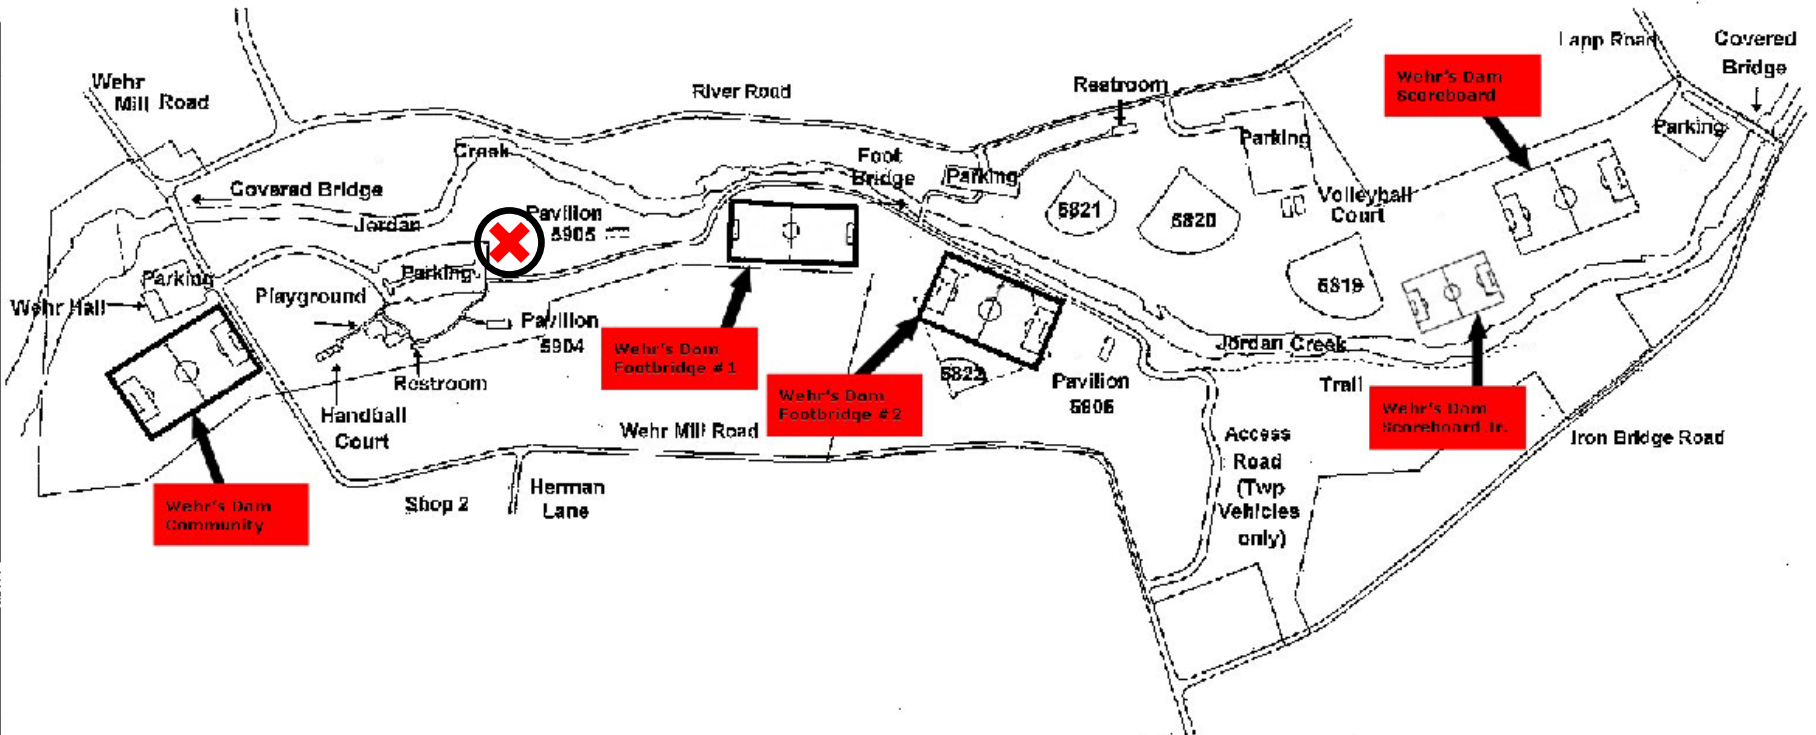 Wehr
Mill Road
River Road
Restroom
Lapp Road
Covered
Bridge
Wehr's Dam
Scoreboard
Parking
Parking
Creek
Foot
Bridge
Parking
Covered Bridge
Jordan
Pavilion
5905
Volleyball
Court
5821
5820
5819
Parking
Parking
Playground
Wehr Hall
Pavilion
5904
Restroom
Handball
Court
Wehr's Dam
Footbridge #1
Wehr's Dam
Footbridge #2
5822
Pavilion
5906
Jordan Creek
Trail
Wehr's Dam
Scoreboard Jr.
Iron Bridge Road
Wehr Mill Road
Access
Road
(Twp
Vehicles
only)
Shop 2
Herman
Lane
Wehr's Dam
Community